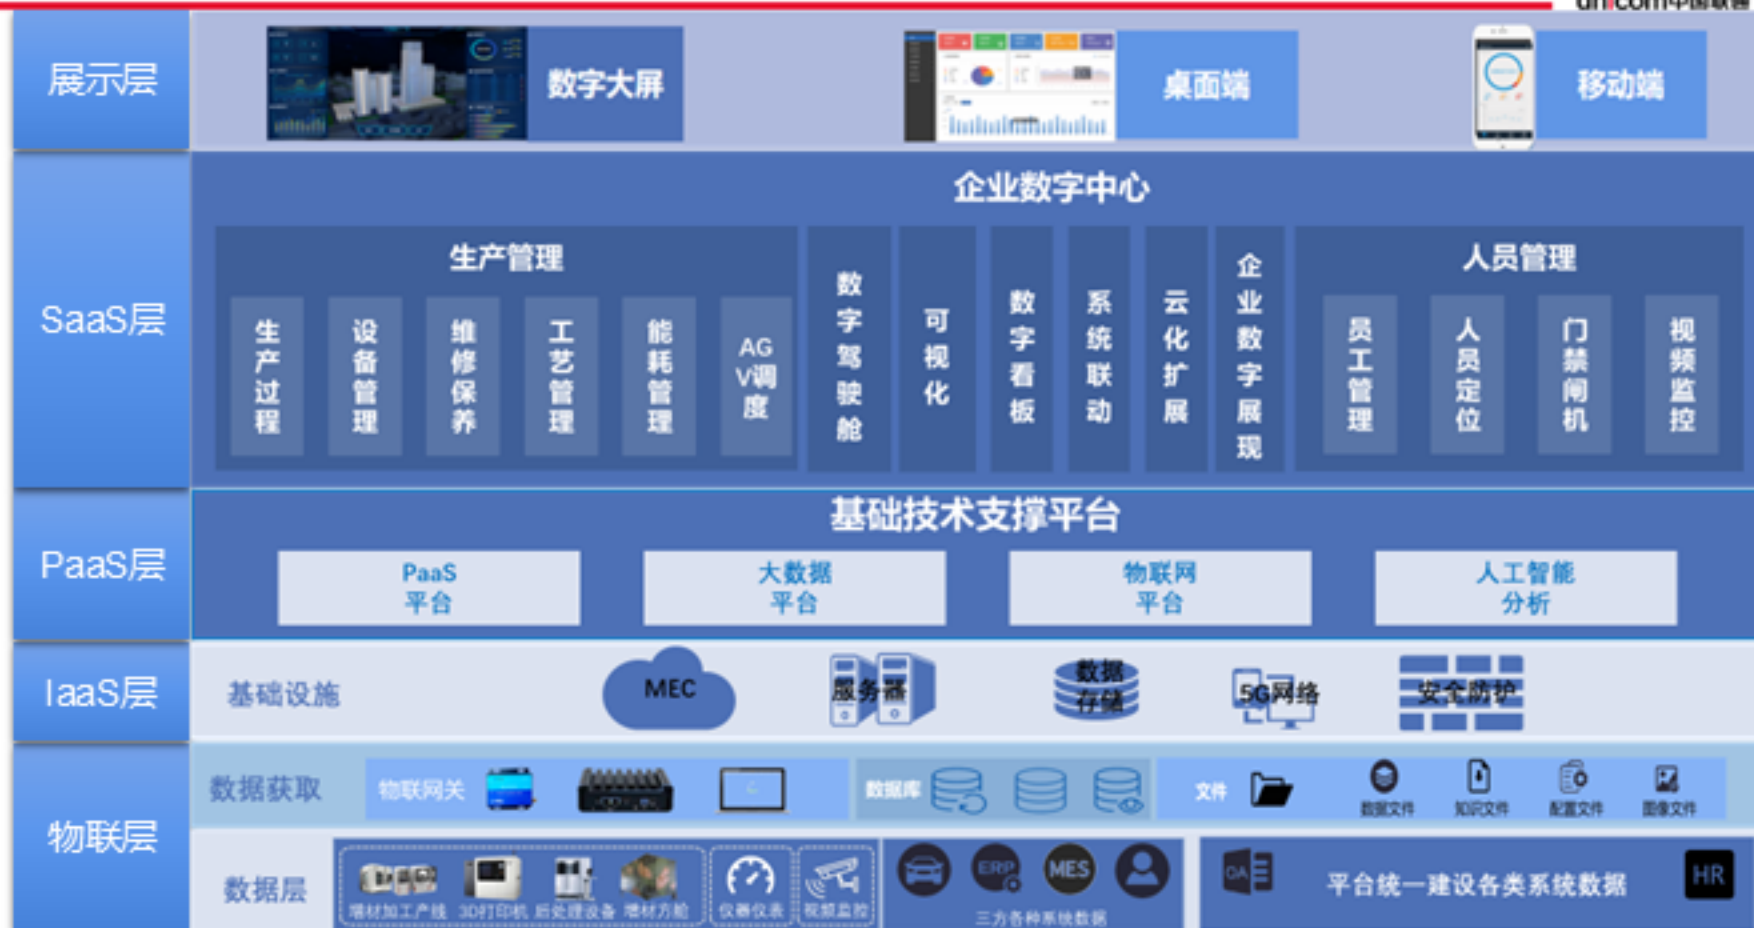 unicom中国联通
展示层
数字大屏
桌面端
移动端
SaaS层
企业数字中心
生产管理
生产过程
设备管理
维修保养
工艺管理
能耗管理
AGV调度
数字驾驶舱
可视化
数字看板
系统联动
云化扩展
企业数字展现
人员管理
员工管理
人员定位
门禁闸机
视频监控
PaaS层
基础技术支撑平台
PaaS
平台
大数据
平台
物联网
平台
人工智能
分析
IaaS层
基础设施
MEC
服务器
数据
存储
5G网络
安全防护
物联层
数据获取
物联网关
数据库
文件
数据文件
知识文件
配置文件
图像文件
数据层
增材加工产线
3D打印机
后处理设备
增材方舱
仪器仪表
视频监控
ERP
MES
三方各种系统数据
OA
平台统一建设各类系统数据
HR